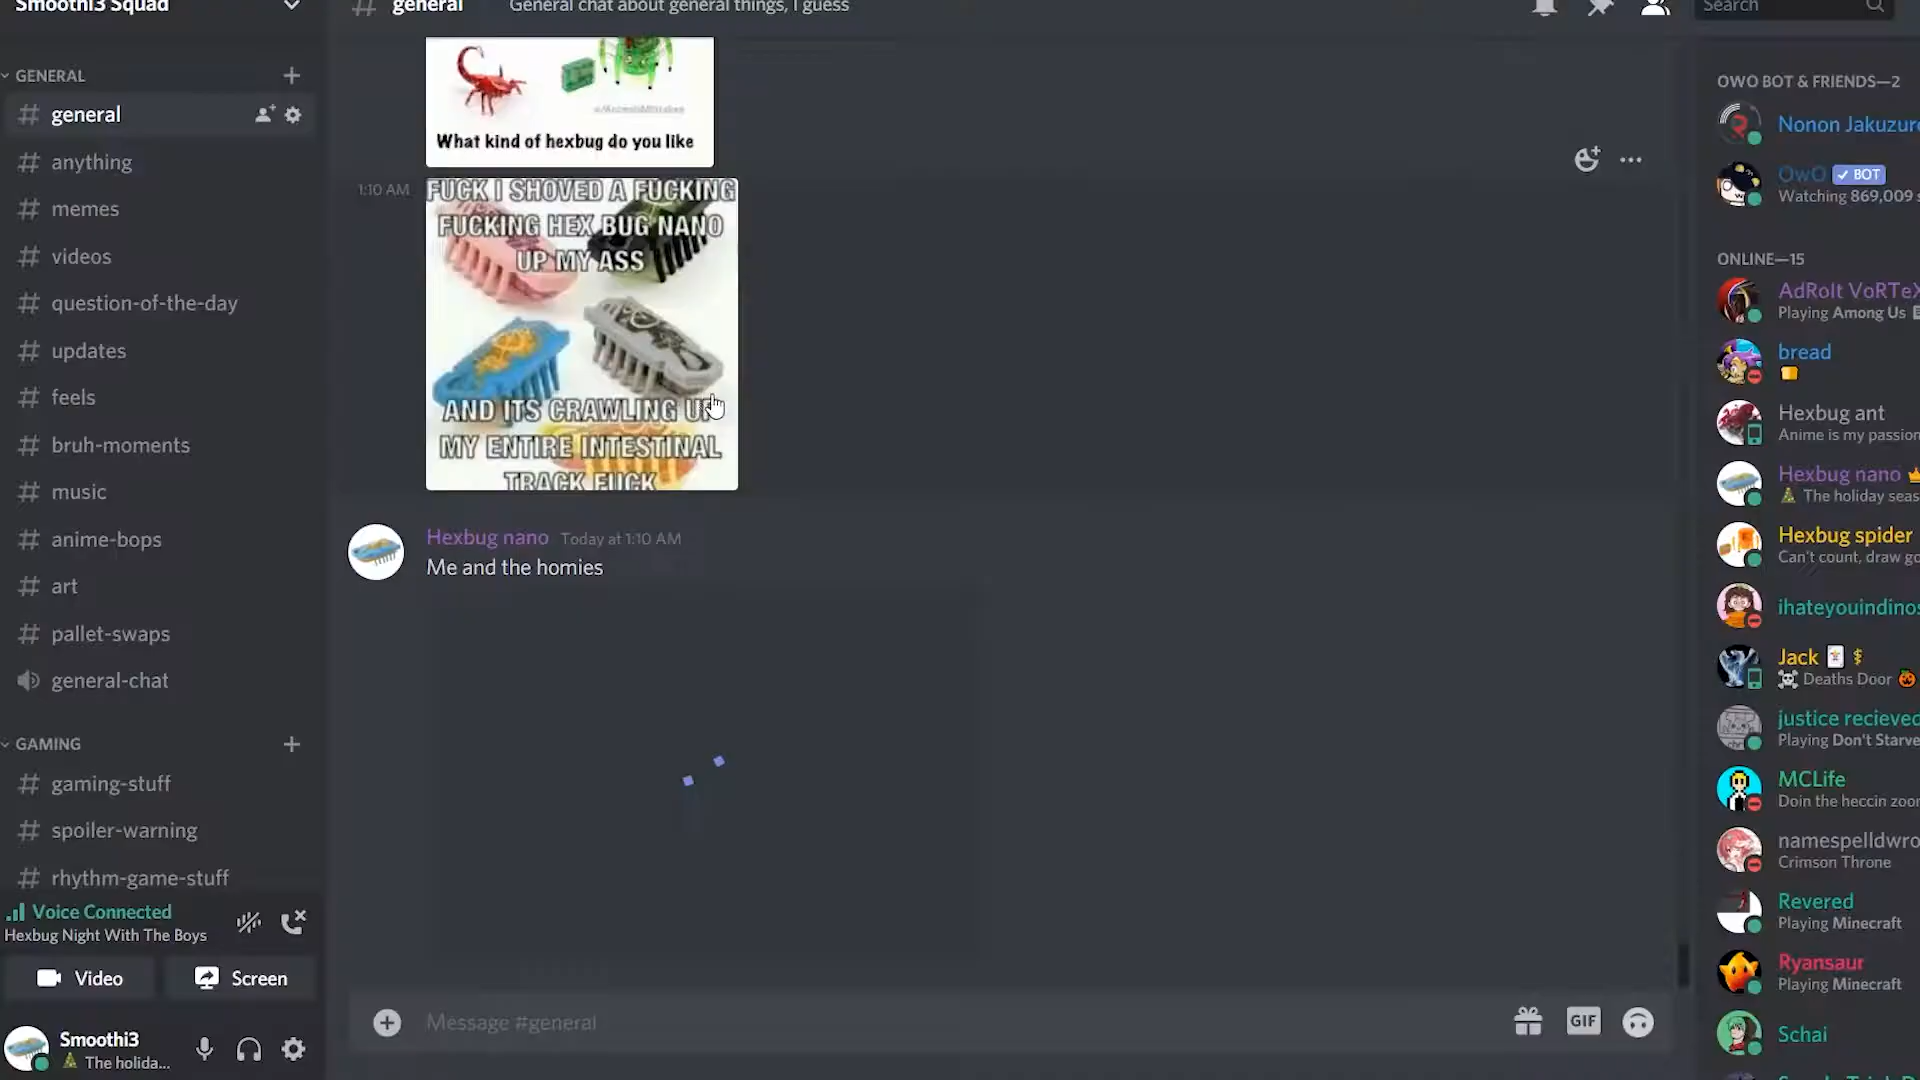 Smoothi3 Squad
general
General chat about general things, I guess
Search
GENERAL
general
anything
memes
videos
question-of-the-day
updates
feels
bruh-moments
music
anime-bops
art
pallet-swaps
general-chat
GAMING
gaming-stuff
spoiler-warning
rhythm-game-stuff
Voice Connected
Hexbug Night With The Boys
Video
Screen
Smoothi3
The holida...
What kind of hexbug do you like
1:10 AM
FUCK I SHOVED A FUCKING
FUCKING HEX BUG NANO
UP MY ASS
AND ITS CRAWLING UP
MY ENTIRE INTESTINAL
TRACK FUCK
Hexbug nano Today at 1:10 AM
Me and the homies
Message #general
GIF
OWO BOT & FRIENDS—2
Nonon Jakuzure
OwO BOT
Watching 869,009 s
ONLINE—15
AdRoIt VoRTeX
Playing Among Us
bread
Hexbug ant
Anime is my passion
Hexbug nano
The holiday seas
Hexbug spider
Can't count, draw go
ihateyouindinos
Jack
Deaths Door
justice recieved
Playing Don't Starve
MCLife
Doin the heccin zoo
namespelldwro
Crimson Throne
Revered
Playing Minecraft
Ryansaur
Playing Minecraft
Schai